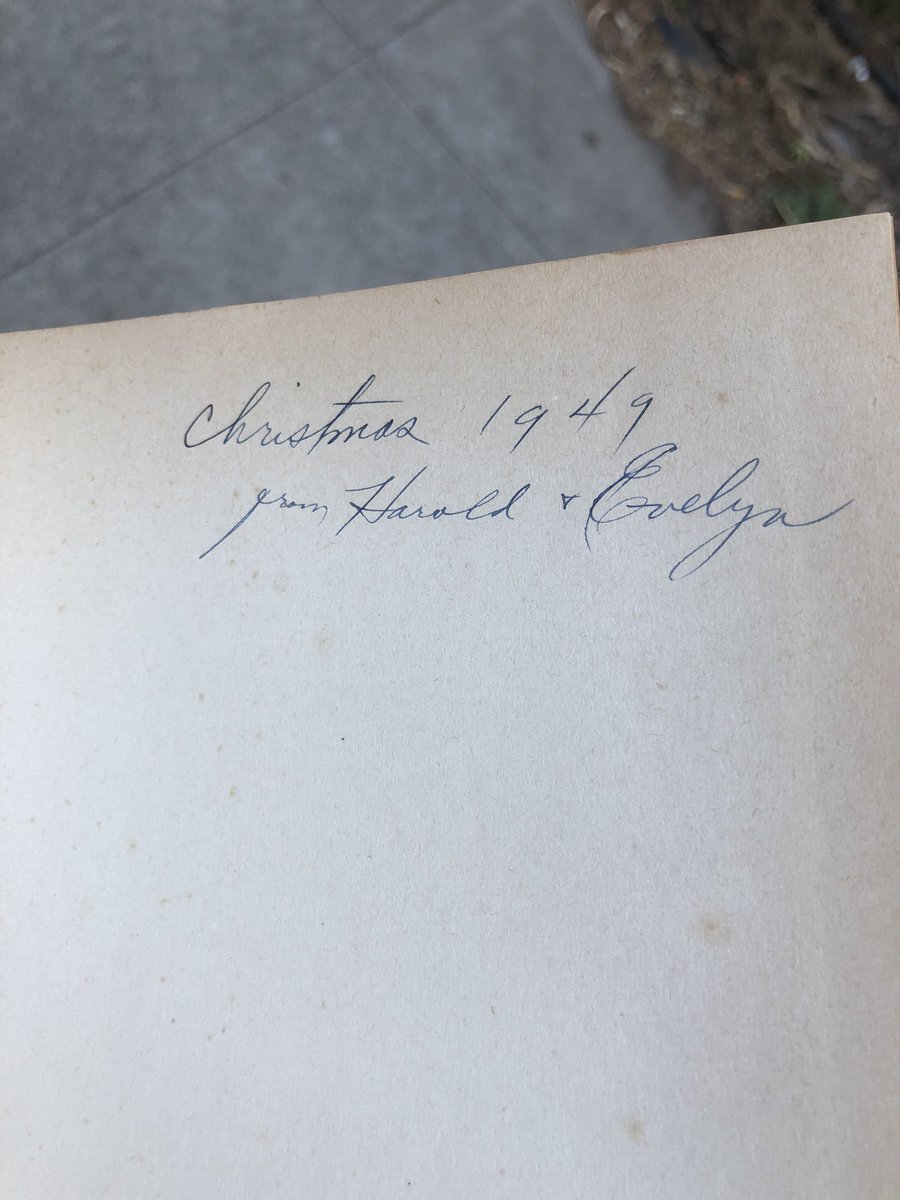 Christmas 1949
from Harold & Evelyn